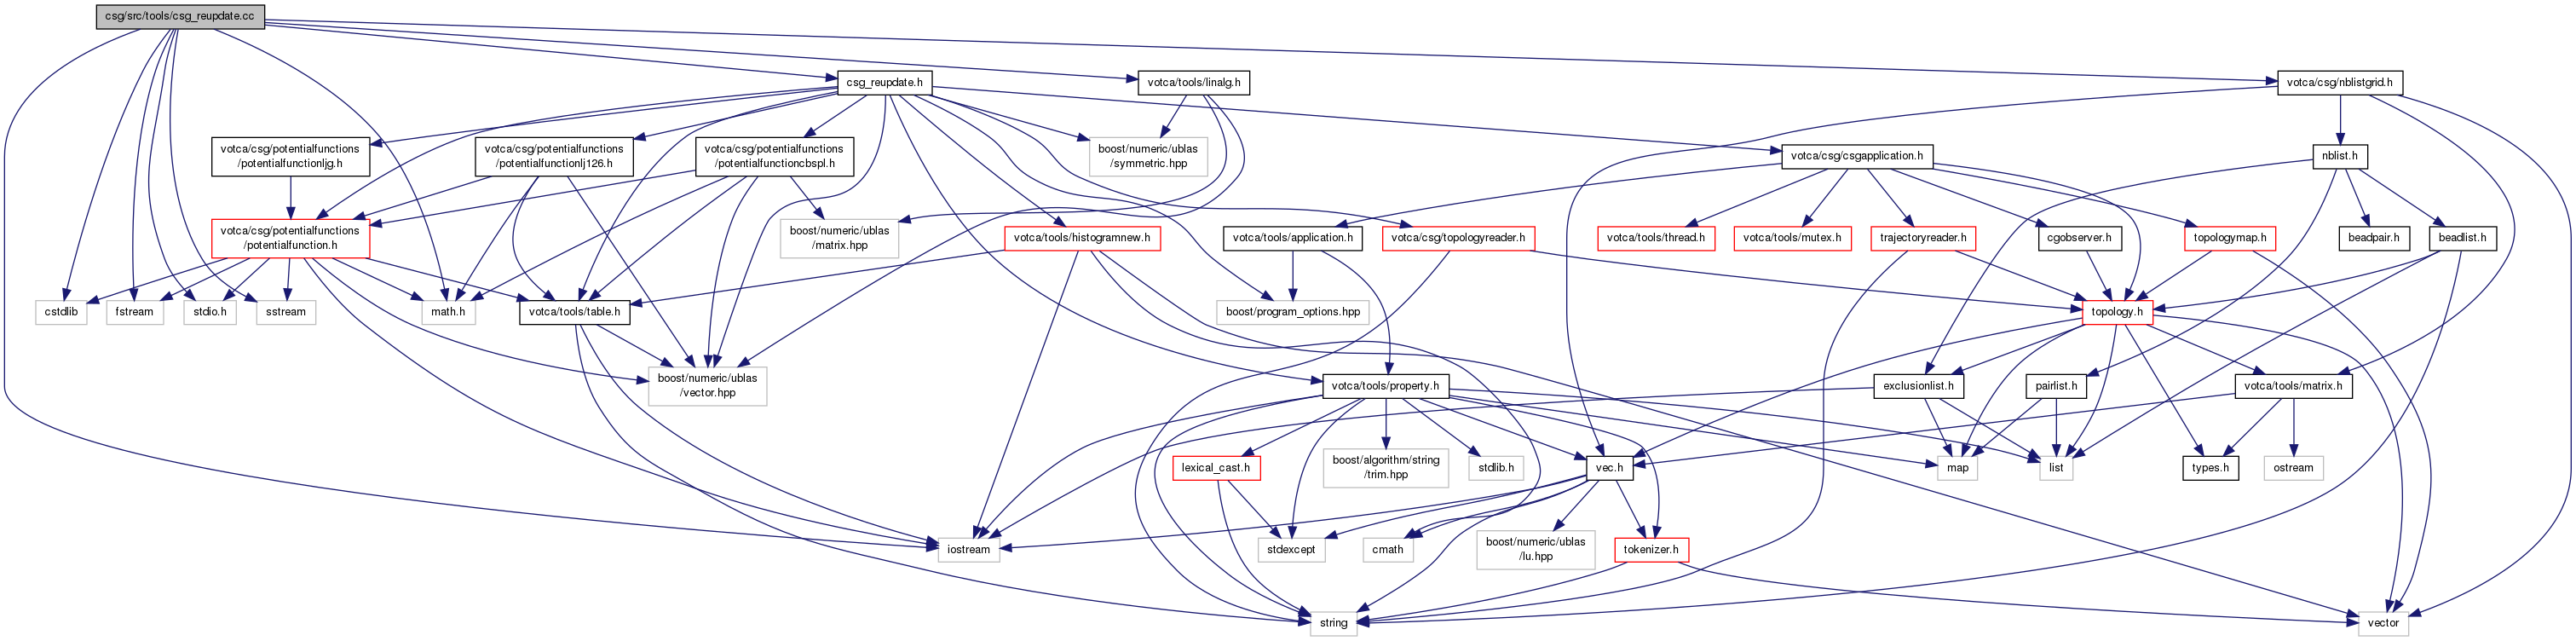 csg/src/tools/csg_reupdate.cc
csg_reupdate.h
votca/tools/linalg.h
votca/csg/nblistgrid.h
votca/csg/potentialfunctions
/potentialfunctionljg.h
votca/csg/potentialfunctions
/potentialfunctionlj126.h
votca/csg/potentialfunctions
/potentialfunctioncbspl.h
boost/numeric/ublas
/symmetric.hpp
votca/csg/csgapplication.h
nblist.h
votca/csg/potentialfunctions
/potentialfunction.h
boost/numeric/ublas
/matrix.hpp
votca/tools/histogramnew.h
votca/tools/application.h
votca/csg/topologyreader.h
votca/tools/thread.h
votca/tools/mutex.h
trajectoryreader.h
cgobserver.h
topologymap.h
beadpair.h
beadlist.h
cstdlib
fstream
stdio.h
sstream
math.h
votca/tools/table.h
boost/program_options.hpp
topology.h
boost/numeric/ublas
/vector.hpp
votca/tools/property.h
exclusionlist.h
pairlist.h
votca/tools/matrix.h
lexical_cast.h
boost/algorithm/string
/trim.hpp
stdlib.h
vec.h
map
list
types.h
ostream
iostream
stdexcept
cmath
boost/numeric/ublas
/lu.hpp
tokenizer.h
string
vector